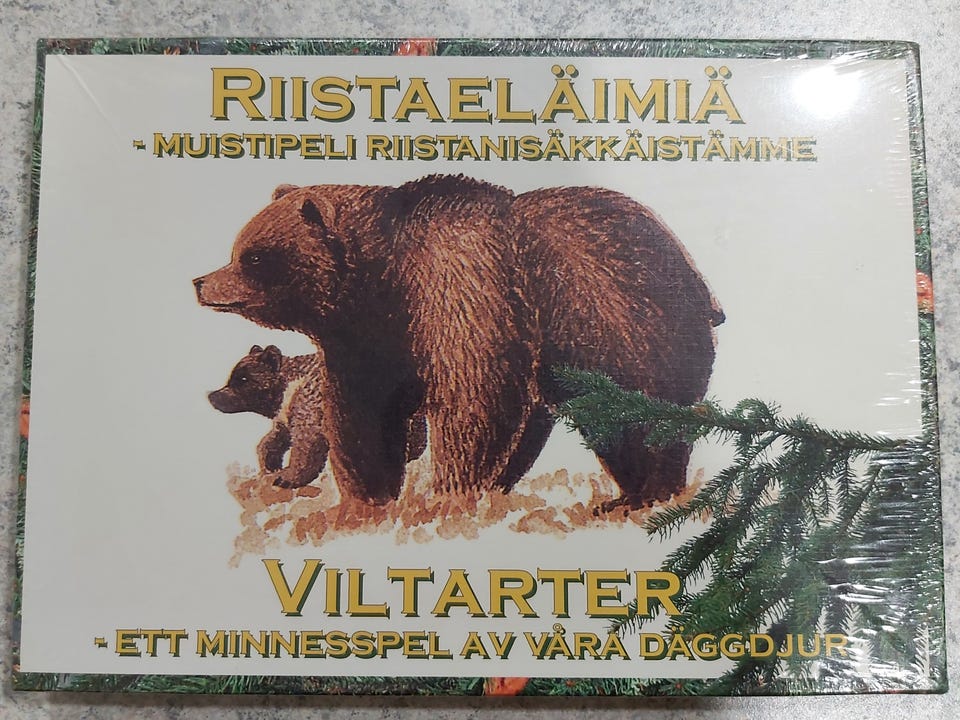 RIISTAELÄIMIÄ
- MUISTIPELI RIISTANISÄKKÄISTÄMME
VILTARTER
- ETT MINNESSPEL AV VÅRA DÄGGDJUR